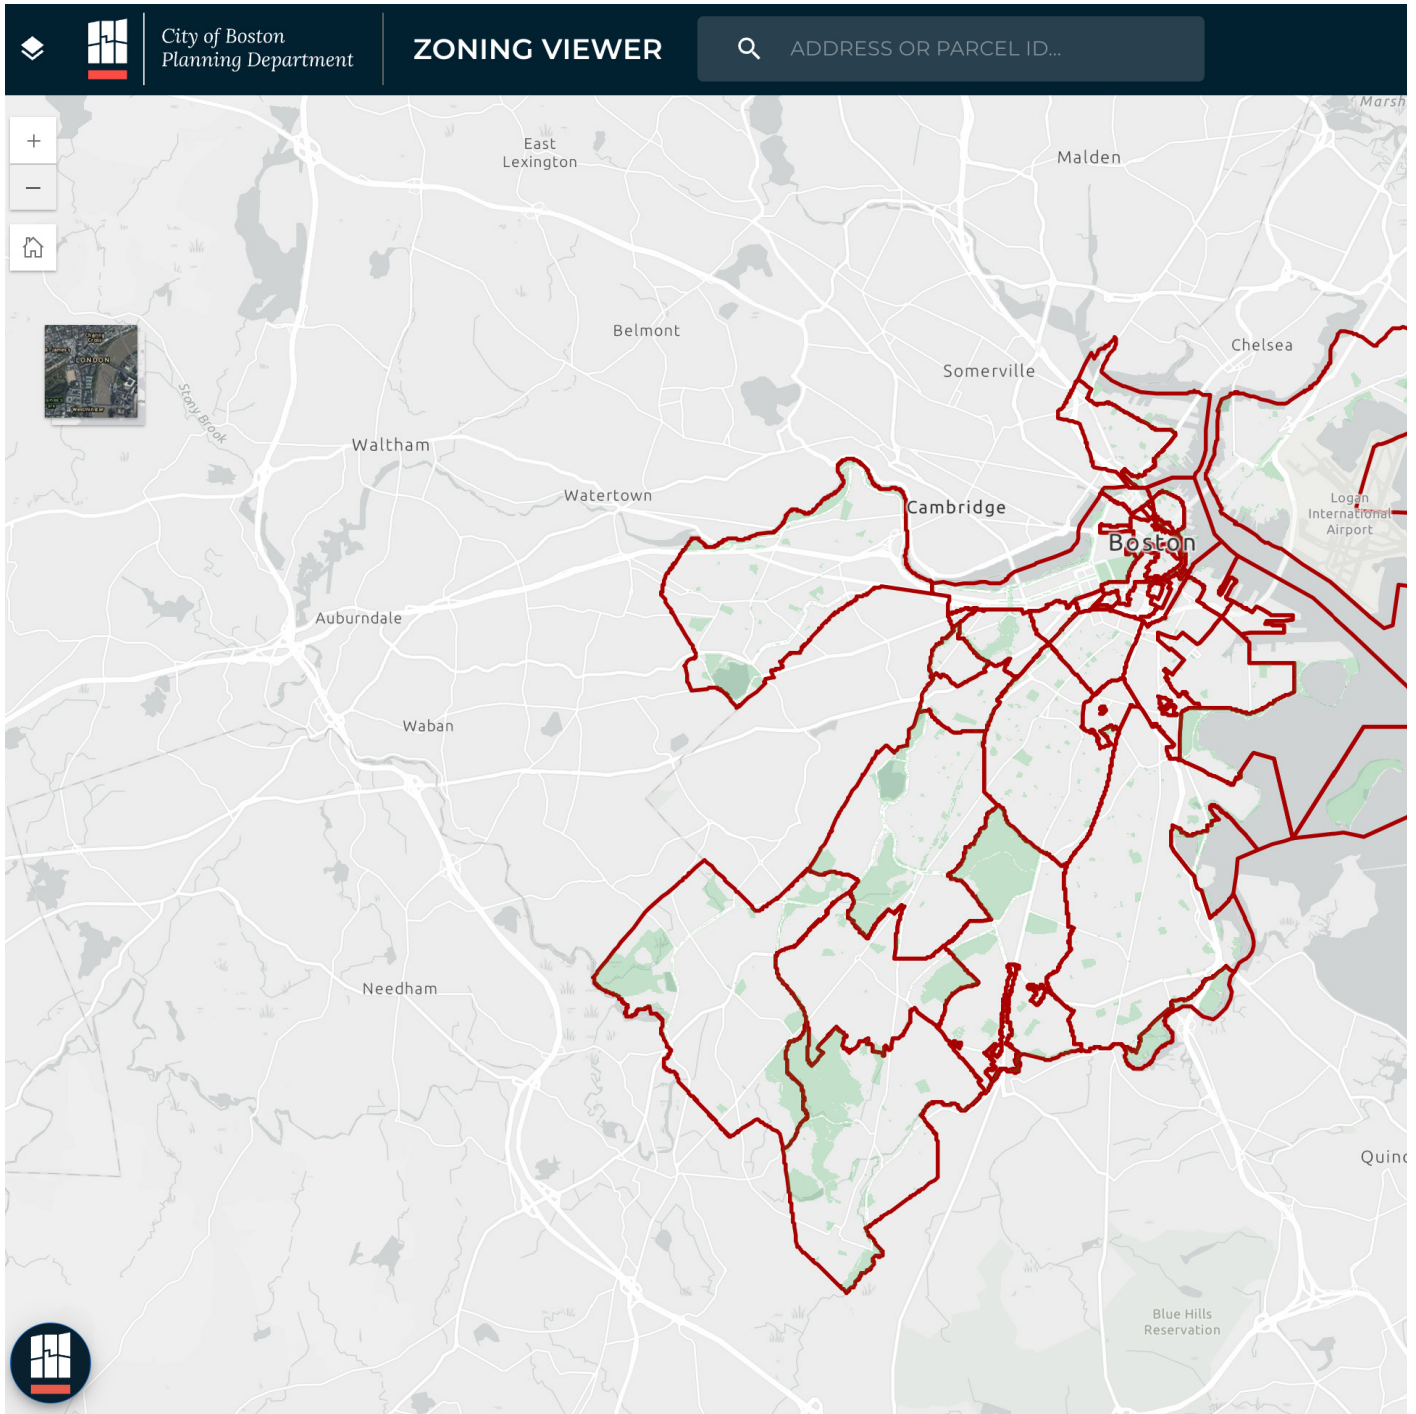 City of Boston
Planning Department
ZONING VIEWER
ADDRESS OR PARCEL ID...
Marsh
East
Lexington
Malden
Belmont
Chelsea
Somerville
LONDON
Stony Brook
Waltham
Watertown
Cambridge
Logan
International
Airport
Boston
Auburndale
Waban
Needham
Quinc
Blue Hills
Reservation